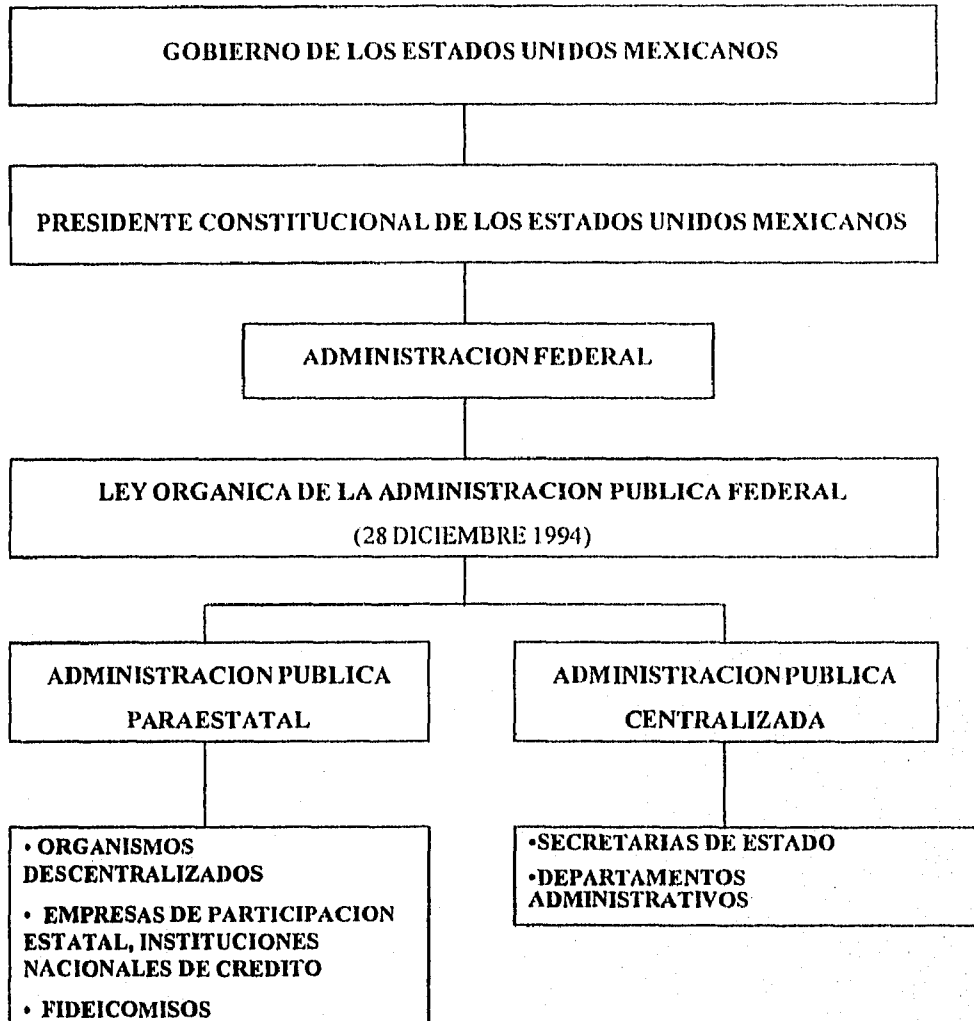 GOBIERNO DE LOS ESTADOS UNIDOS MEXICANOS
PRESIDENTE CONSTITUCIONAL DE LOS ESTADOS UNIDOS MEXICANOS
ADMINISTRACION FEDERAL
LEY ORGANICA DE LA ADMINISTRACION PUBLICA FEDERAL
(28 DICIEMBRE 1994)
ADMINISTRACION PUBLICA
PARAESTATAL
ADMINISTRACION PUBLICA
CENTRALIZADA
• ORGANISMOS
DESCENTRALIZADOS
• EMPRESAS DE PARTICIPACION
ESTATAL, INSTITUCIONES
NACIONALES DE CREDITO
• FIDEICOMISOS
•SECRETARIAS DE ESTADO
•DEPARTAMENTOS
ADMINISTRATIVOS